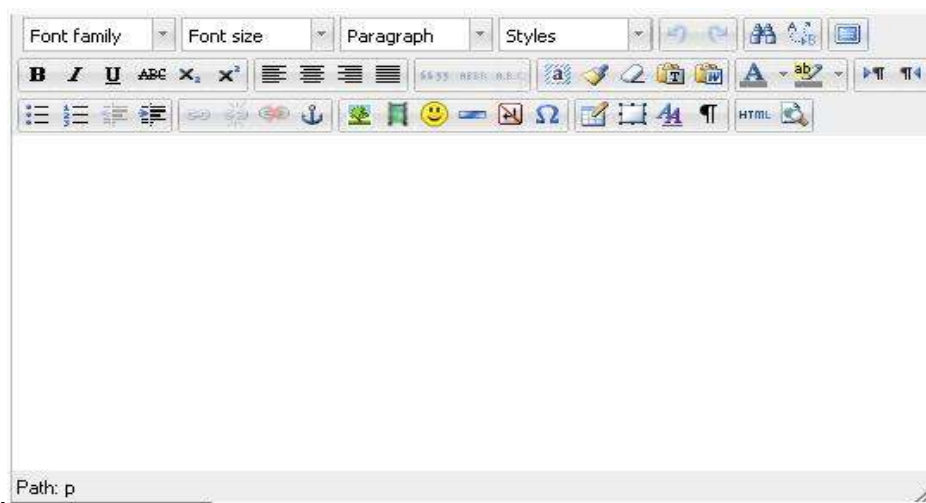 Font family Font size Paragraph Styles
B I U ABC X₂ X² A ab
HTML
Path: p